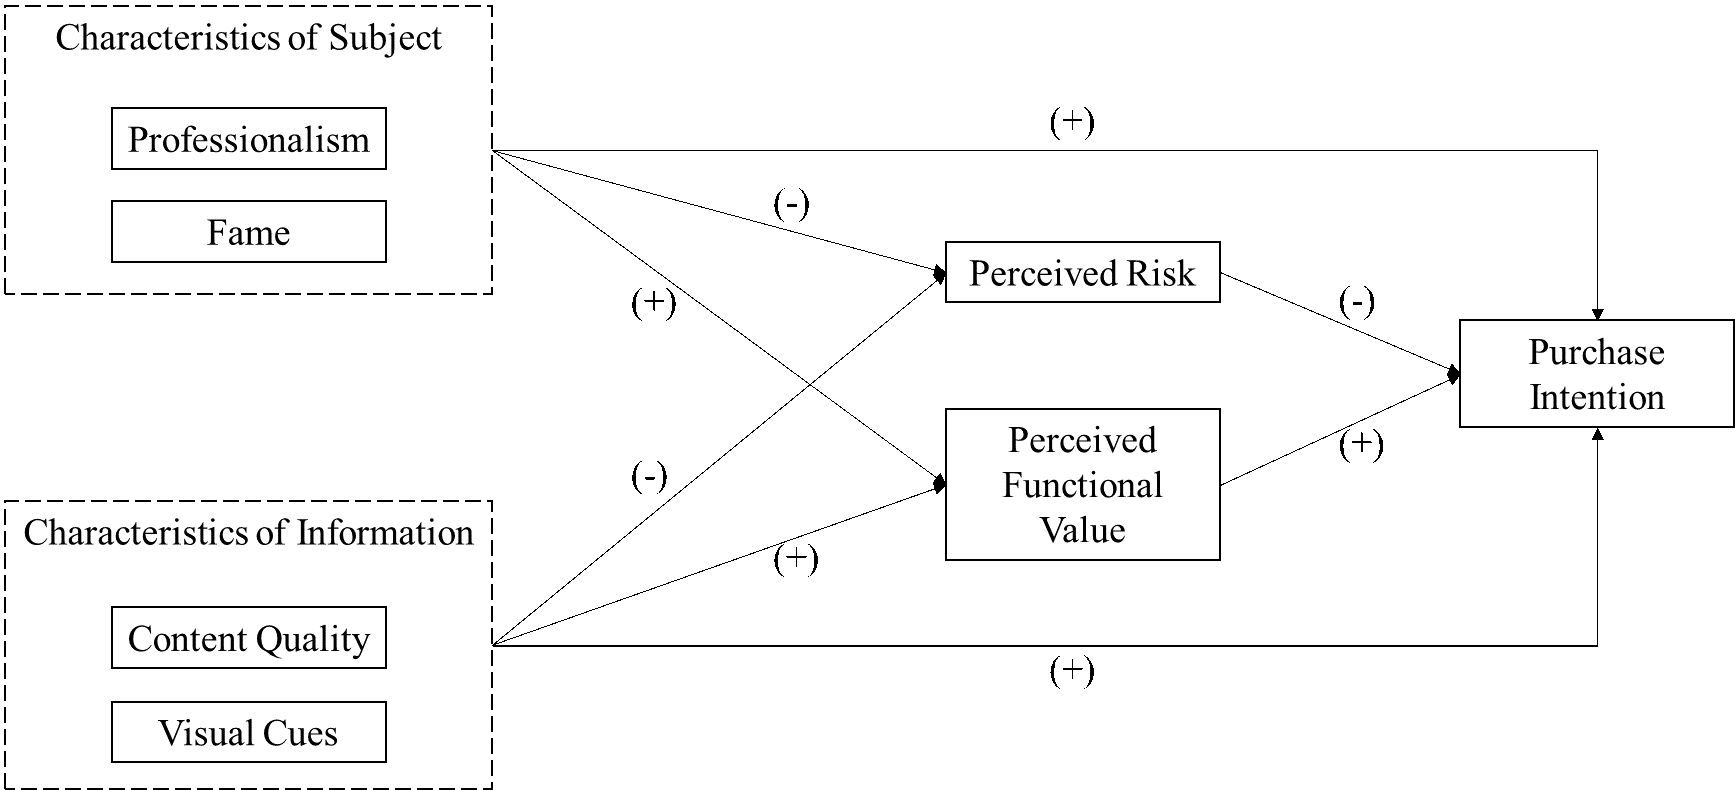 Characteristics of Subject
Professionalism
Fame
(+)
(-)
(+)
Perceived Risk
(-)
Purchase
Intention
Perceived
Functional
Value
(+)
(-)
Characteristics of Information
(+)
Content Quality
(+)
Visual Cues